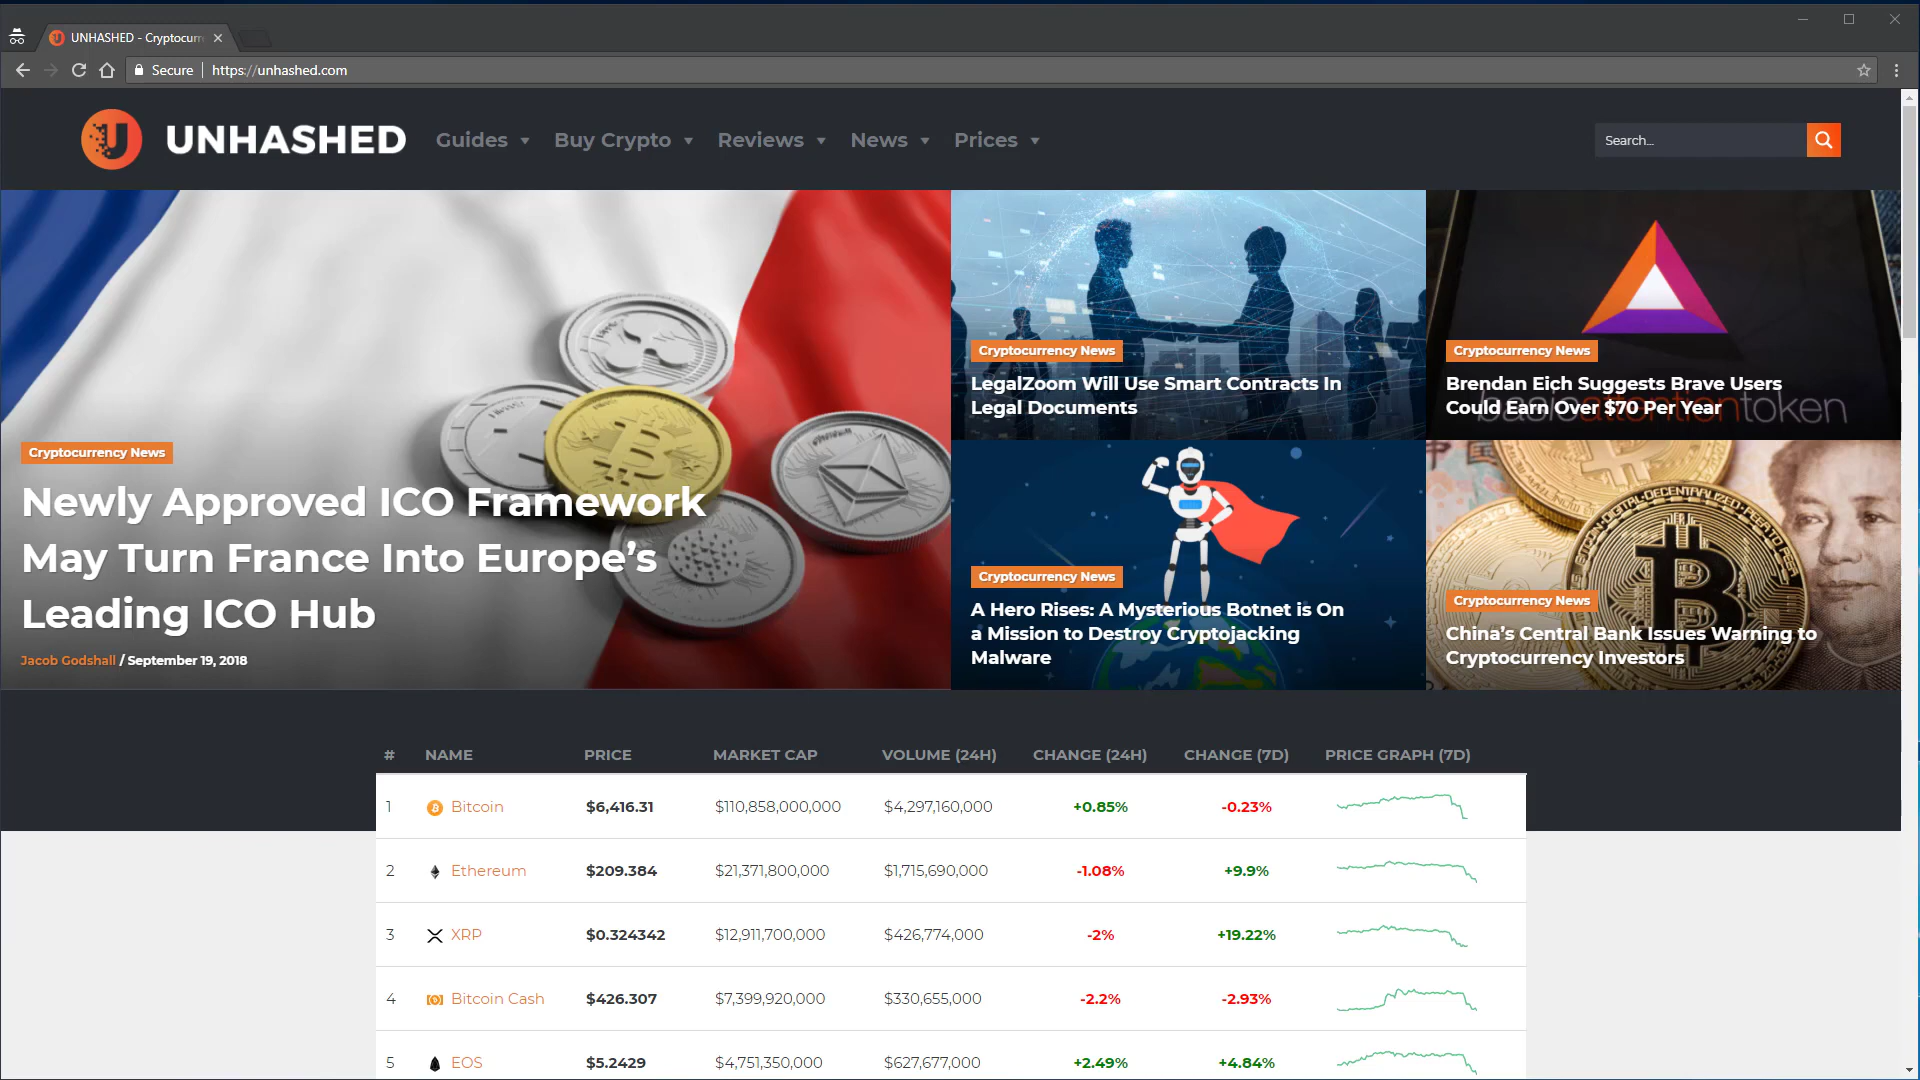 UNHASHED - Cryptocurr
Secure
https://unhashed.com
UNHASHED
Guides
Buy Crypto
Reviews
News
Prices
Search...
Cryptocurrency News
Newly Approved ICO Framework
May Turn France Into Europe’s
Leading ICO Hub
Jacob Godshall / September 19, 2018
Cryptocurrency News
LegalZoom Will Use Smart Contracts In
Legal Documents
Cryptocurrency News
Brendan Eich Suggests Brave Users
Could Earn Over $70 Per Year
basicattentiontoken
Cryptocurrency News
A Hero Rises: A Mysterious Botnet is On
a Mission to Destroy Cryptojacking
Malware
DIGITAL · DECENTRALIZED · PEER TO P
Cryptocurrency News
China’s Central Bank Issues Warning to
Cryptocurrency Investors
# NAME PRICE MARKET CAP VOLUME (24H) CHANGE (24H) CHANGE (7D) PRICE GRAPH (7D)
1 Bitcoin $6,416.31 $110,858,000,000 $4,297,160,000 +0.85% -0.23%
2 Ethereum $209.384 $21,371,800,000 $1,715,690,000 -1.08% +9.9%
3 XRP $0.324342 $12,911,700,000 $426,774,000 -2% +19.22%
4 Bitcoin Cash $426.307 $7,399,920,000 $330,655,000 -2.2% -2.93%
5 EOS $5.2429 $4,751,350,000 $627,677,000 +2.49% +4.84%